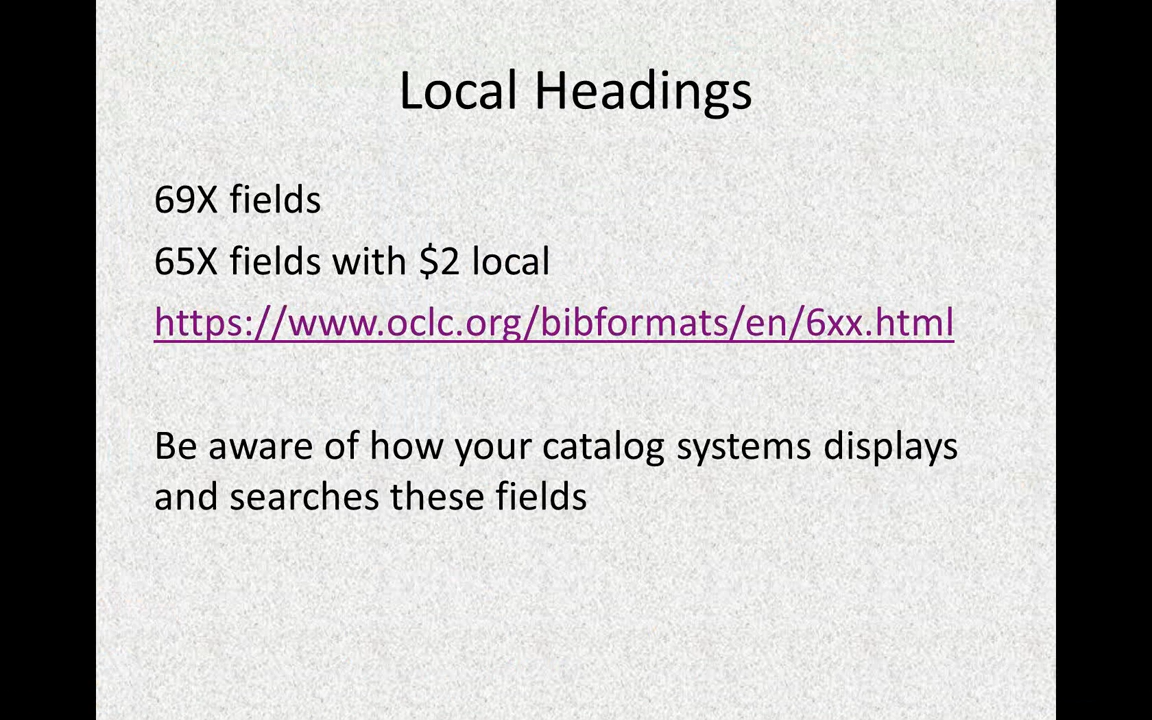 Local Headings
69X fields
65X fields with $2 local
https://www.oclc.org/bibformats/en/6xx.html
Be aware of how your catalog systems displays
and searches these fields